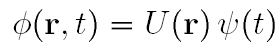 ϕ(r, t) = U(r) ψ(t)